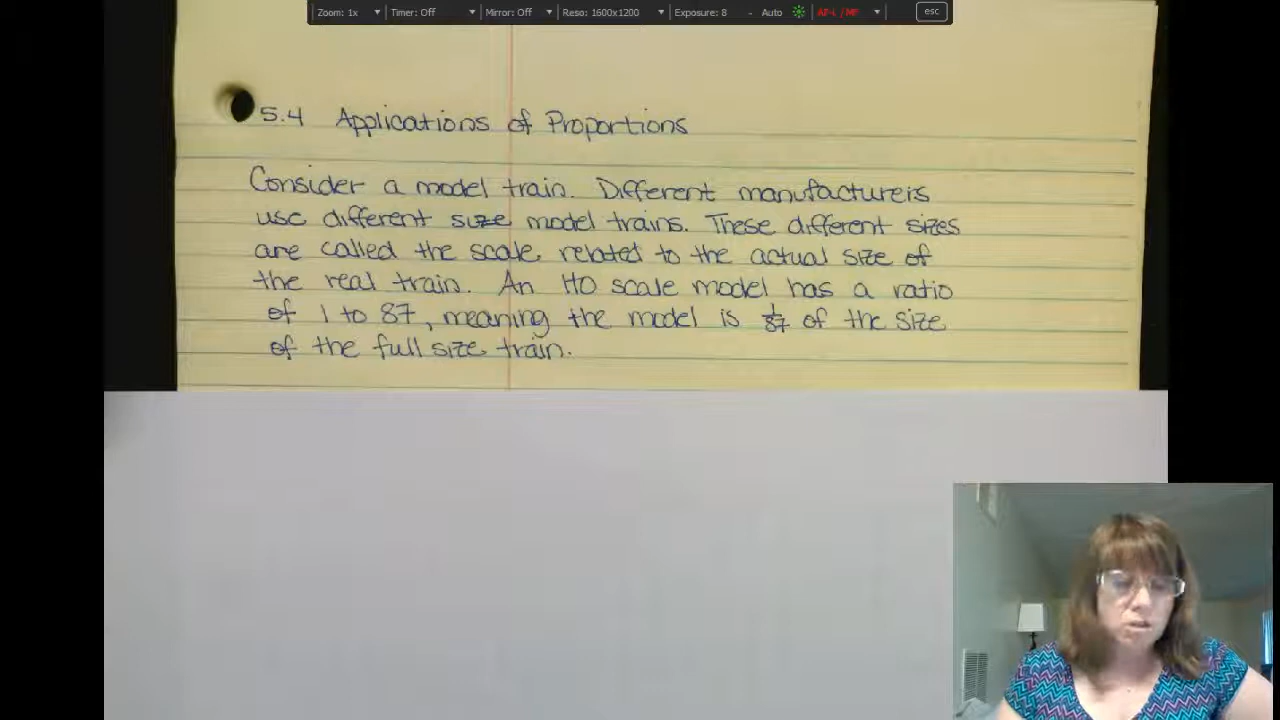 Zoom: 1x Timer: Off Mirror: Off Reso: 1600x1200 Exposure: 8 - Auto AF-C / MF esc
5.4 Applications of Proportions
Consider a model train. Different manufacturers
use different size model trains. These different sizes
are called the scale related to the actual size of
the real train. An HO scale model has a ratio
of 1 to 87, meaning the model is 1/87 of the size
of the full size train.